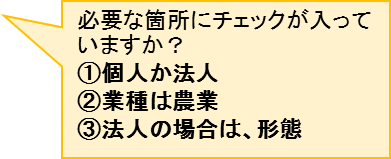 必要な箇所にチェックが入って
いますか？
①個人か法人
②業種は農業
③法人の場合は、形態